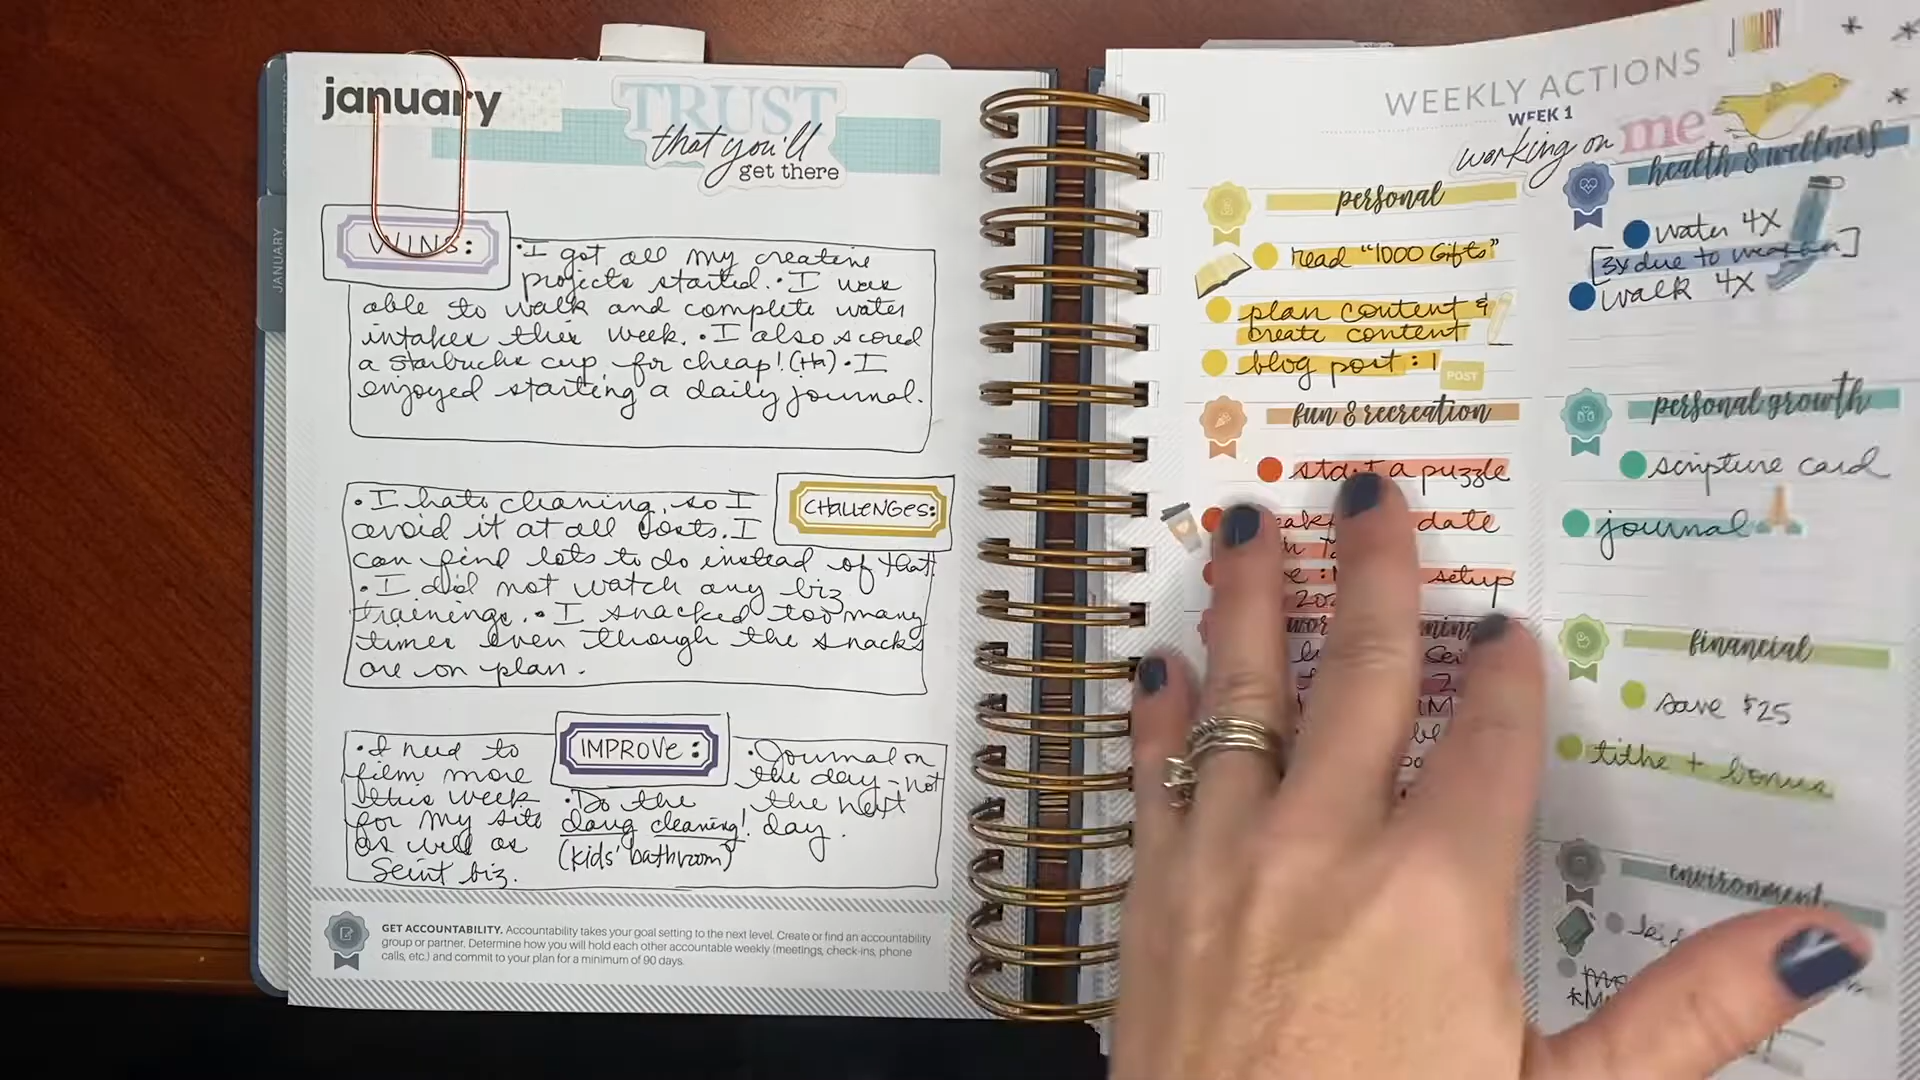 january
TRUST
that you'll
get there
JANUARY
WINS:
• I got all my creative
projects started. • I was
able to walk and complete water
intakes this week. • I also scored
a Starbucks cup for cheap! (Ha) • I
enjoyed starting a daily journal.
CHALLENGES:
• I hate cleaning, so I
avoid it at all costs. I
can find lots to do instead of that!
• I did not watch any biz
trainings. • I snacked too many
times even though the snacks
are on plan.
IMPROVE:
• I need to
film more
this week
for my site
as well as
Seint biz.
• Do the
dang cleaning!
(kids' bathroom)
• Journal on
the day - not
the next
day.
GET ACCOUNTABILITY. Accountability takes your goal setting to the next level. Create or find an accountability
group or partner. Determine how you will hold each other accountable weekly (meetings, check-ins, phone
calls, etc.) and commit to your plan for a minimum of 90 days.
JANUARY
WEEKLY ACTIONS
WEEK 1
working on me
personal
read "1000 Gifts"
plan content &
create content
blog post : 1
POST
fun & recreation
start a puzzle
date
setup
health & wellness
water 4X
[3x due to weather]
walk 4X
personal growth
scripture card
journal
financial
save $25
tithe + bonus
environment